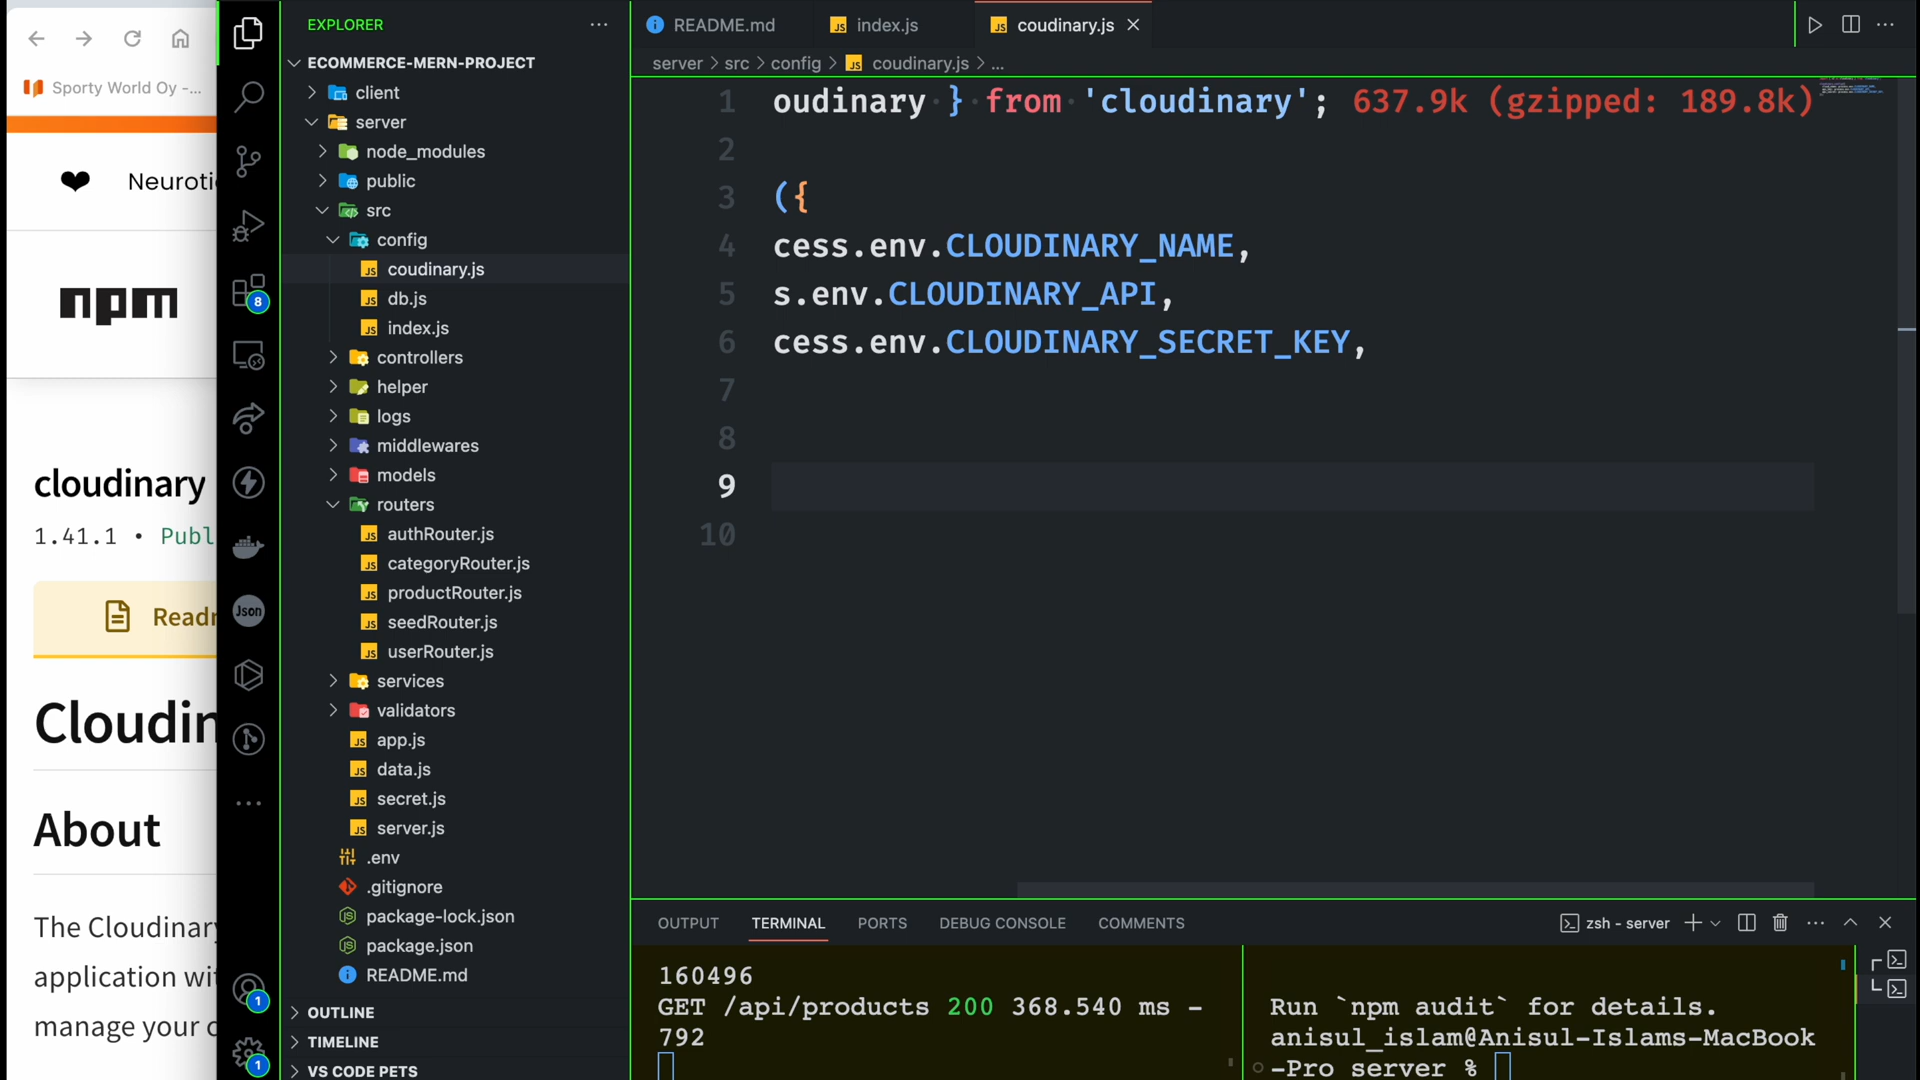 Sporty World Oy -...
Neuroti
npm
cloudinary
1.41.1 • Publ
Readr
Cloudin
About
The Cloudinary
application wi
manage your c
8
Json
1
1
EXPLORER
ECOMMERCE-MERN-PROJECT
client
server
node_modules
public
src
config
coudinary.js
db.js
index.js
controllers
helper
logs
middlewares
models
routers
authRouter.js
categoryRouter.js
productRouter.js
seedRouter.js
userRouter.js
services
validators
app.js
data.js
secret.js
server.js
.env
.gitignore
package-lock.json
package.json
README.md
OUTLINE
TIMELINE
VS CODE PETS
README.md index.js coudinary.js
server > src > config > coudinary.js > ...
1 oudinary } from 'cloudinary'; 637.9k (gzipped: 189.8k)
2
3 ({
4 cess.env.CLOUDINARY_NAME,
5 s.env.CLOUDINARY_API,
6 cess.env.CLOUDINARY_SECRET_KEY,
7
8
9
10
OUTPUT TERMINAL PORTS DEBUG CONSOLE COMMENTS zsh - server
160496
GET /api/products 200 368.540 ms -
792
Run `npm audit` for details.
anisul_islam@Anisul-Islams-MacBook
-Pro server %